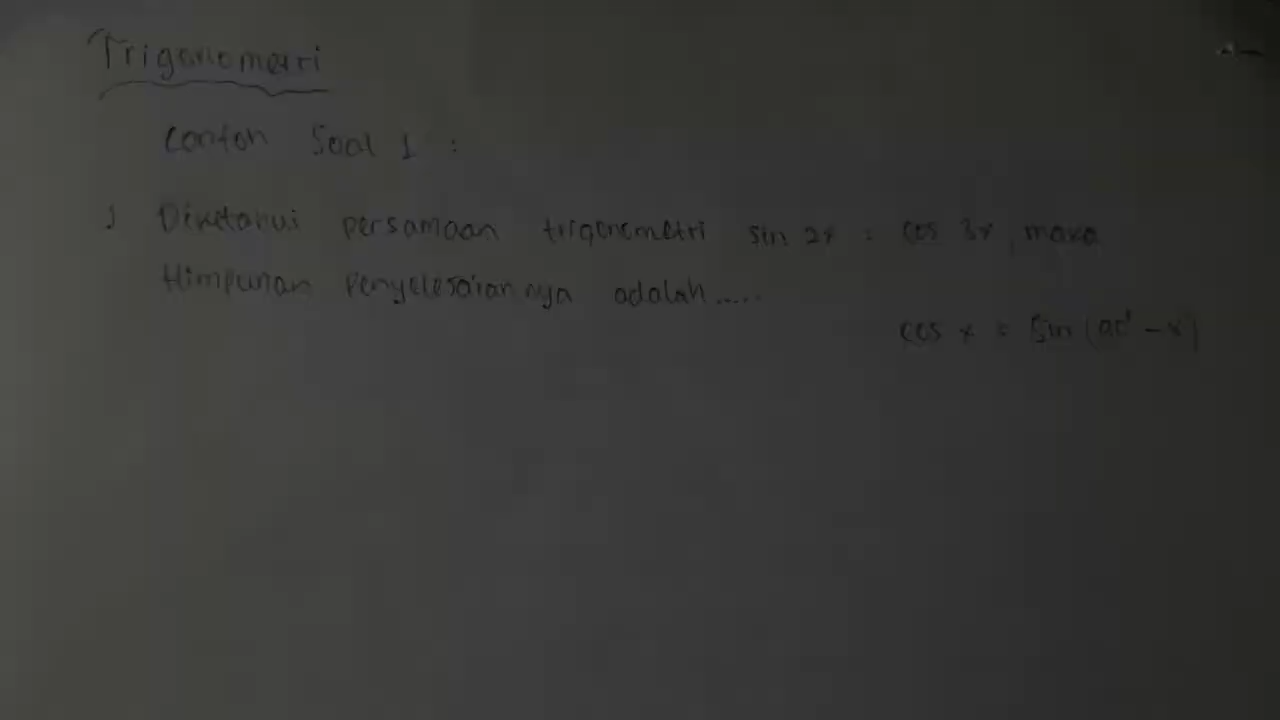 Trigonometri
Contoh Soal 1 :
1 Diketahui persamaan trigonometri sin 2x = cos 3x, maka
Himpunan penyelesaiannya adalah.....
cos x = sin (90° - x)